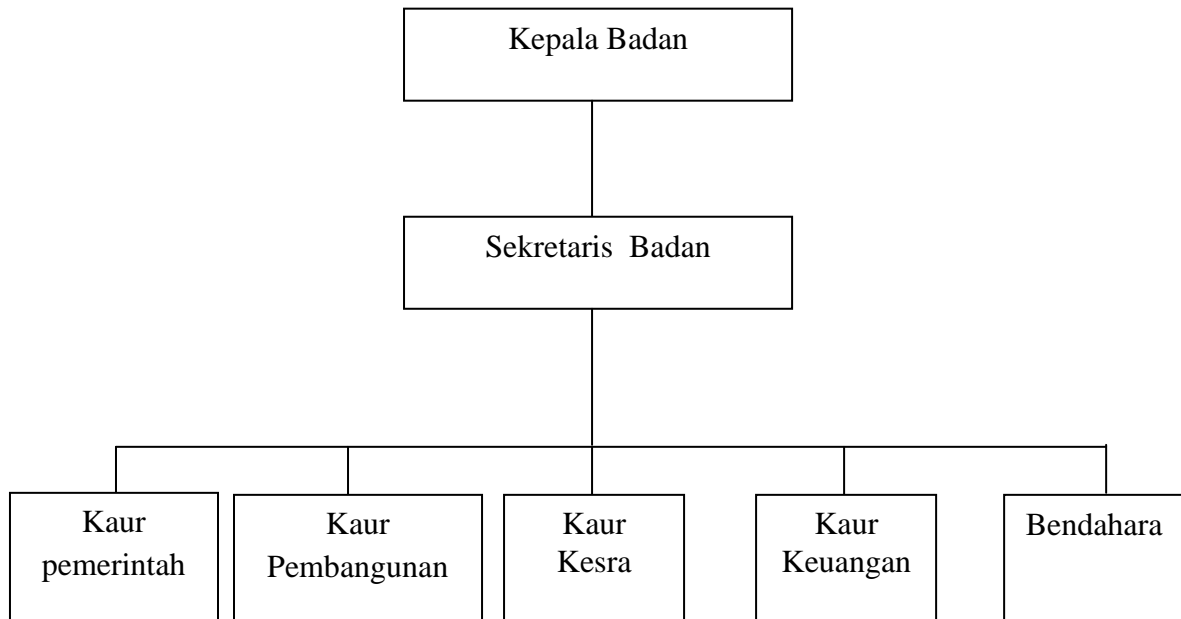 Kepala Badan
Sekretaris Badan
Kaur
pemerintah
Kaur
Pembangunan
Kaur
Kesra
Kaur
Keuangan
Bendahara